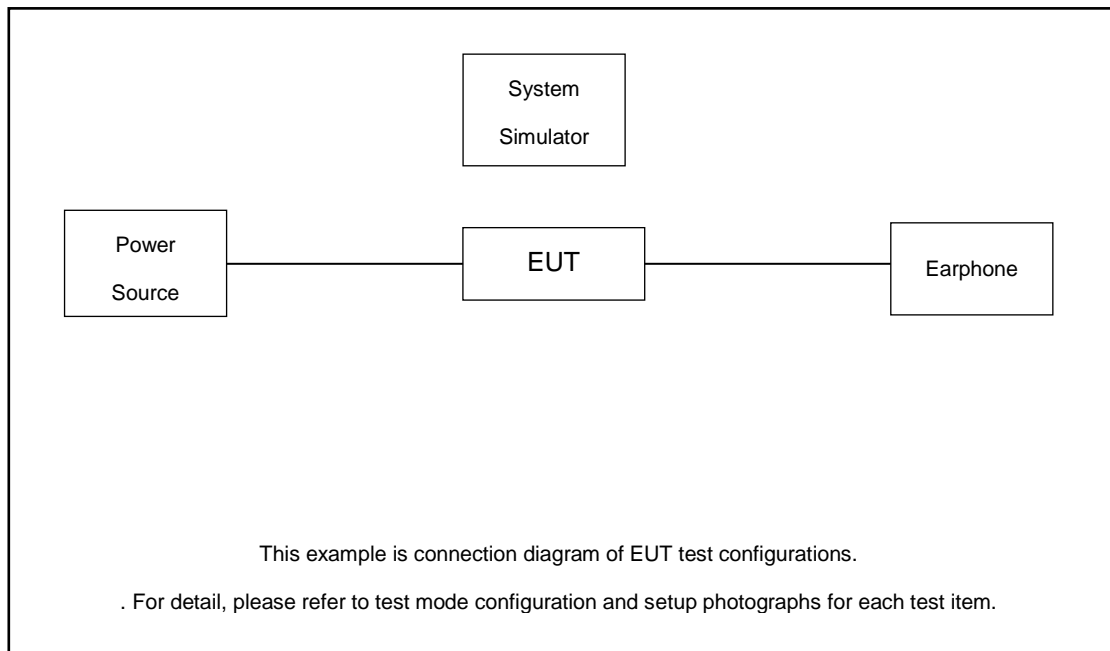 System
Simulator
Power
Source
EUT
Earphone
This example is connection diagram of EUT test configurations.
. For detail, please refer to test mode configuration and setup photographs for each test item.